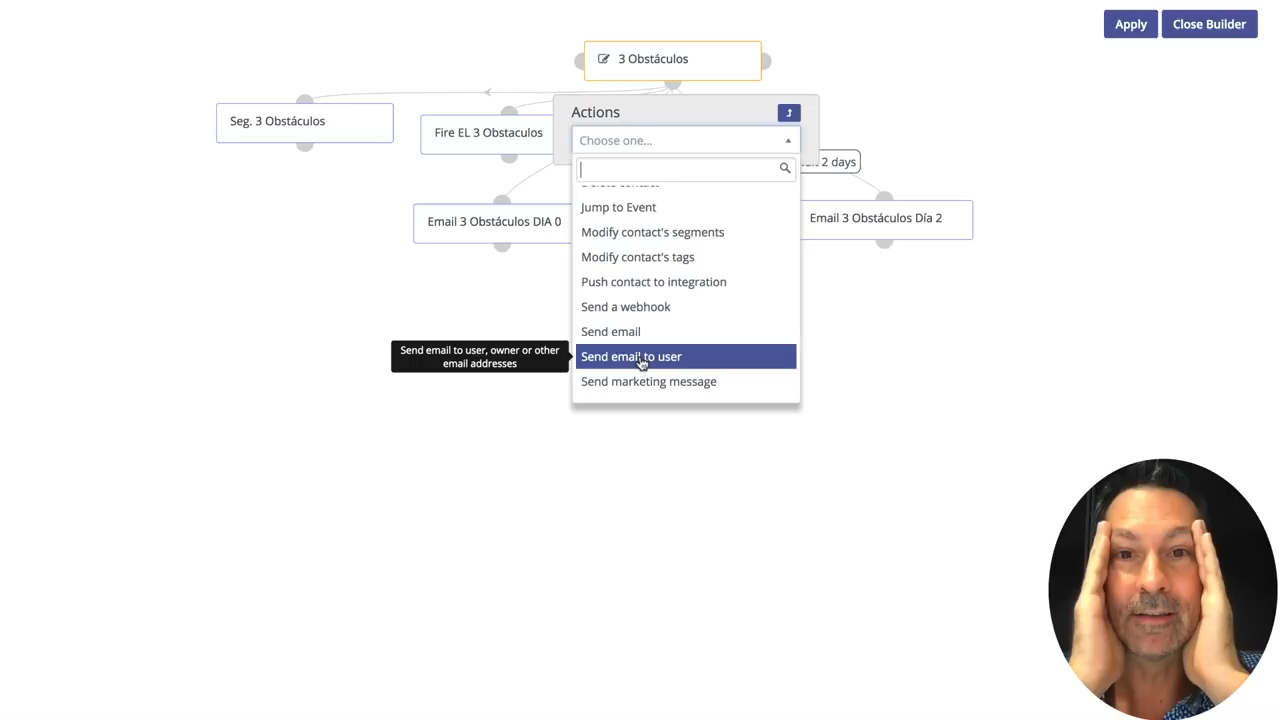 Apply
Close Builder
3 Obstáculos
Seg. 3 Obstáculos
Fire EL 3 Obstaculos
Actions
Choose one...
2 days
Email 3 Obstáculos DIA 0
Email 3 Obstáculos Día 2
Delete contact
Jump to Event
Modify contact's segments
Modify contact's tags
Push contact to integration
Send a webhook
Send email
Send email to user
Send marketing message
Send email to user, owner or other
email addresses